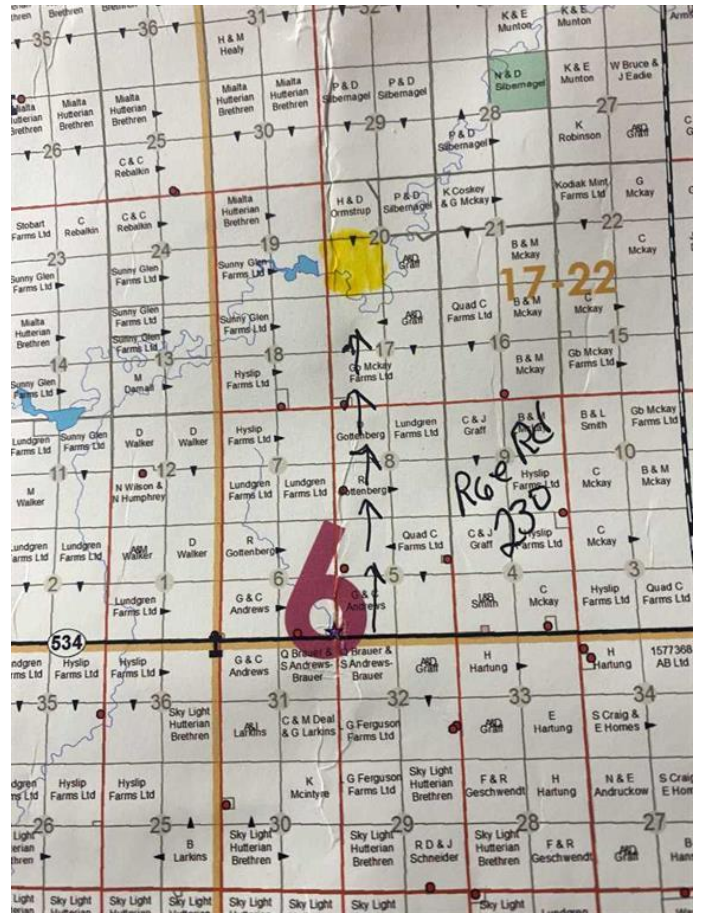 Brethren
Brethren
31
32
K & E
Munton
K & E
Munton
35
36
H & M
Healy
Mialta
Hutterian
Brethren
Mialta
Hutterian
Brethren
Mialta
Hutterian
Brethren
Mialta
Hutterian
Brethren
P & D
Silbernagel
P & D
Silbernagel
N & D
Silbernagel
K & E
Munton
W Bruce &
J Eadie
26
25
30
29
28
27
P & D
Silbernagel
K
Robinson
A&D
Graff
C & C
Rebalkin
Stobart
Farms Ltd
C
Rebalkin
C & C
Rebalkin
Mialta
Hutterian
Brethren
H & D
Ormstrup
P & D
Silbernagel
K Coskey
& G Mckay
Kodiak Mint
Farms Ltd
G
Mckay
23
24
19
20
21
22
Sunny Glen
Farms Ltd
Sunny Glen
Farms Ltd
Sunny Glen
Farms Ltd
A&D
Graff
B & M
Mckay
C
Mckay
17-22
Mialta
Hutterian
Brethren
Sunny Glen
Farms Ltd
Sunny Glen
Farms Ltd
Sunny Glen
Farms Ltd
A&D
Graff
Quad C
Farms Ltd
B & M
Mckay
C
Mckay
14
13
18
17
16
15
Sunny Glen
Farms Ltd
M
Damall
Hyslip
Farms Ltd
Gb Mckay
Farms Ltd
B & M
Mckay
Gb Mckay
Farms Ltd
Lundgren
Farms Ltd
Sunny Glen
Farms Ltd
D
Walker
D
Walker
Hyslip
Farms Ltd
Gottenberg
Lundgren
Farms Ltd
C & J
Graff
B & M
B & L
Smith
Gb Mckay
Farms Ltd
11
12
7
8
9
10
RGe Rd
230
M
Walker
N Wilson &
N Humphrey
Lundgren
Farms Ltd
Lundgren
Farms Ltd
R
Gottenberg
Hyslip
Farms Ltd
C
Mckay
B & M
Mckay
Lundgren
Farms Ltd
A&M
Walker
D
Walker
R
Gottenberg
Quad C
Farms Ltd
C & J
Graff
Hyslip
Farms Ltd
C
Mckay
2
1
6
5
4
3
6
Lundgren
Farms Ltd
G & C
Andrews
G & C
Andrews
Smith
C
Mckay
Hyslip
Farms Ltd
Quad C
Farms Ltd
534
Hyslip
Farms Ltd
Hyslip
Farms Ltd
G & C
Andrews
Q Brauer &
S Andrews-
Brauer
Brauer &
S Andrews-
Brauer
A&D
Graff
H
Hartung
H
Hartung
1577368
AB Ltd
35
36
31
32
33
34
Sky Light
Hutterian
Brethren
A&I
Larkins
C & M Deal
& G Larkins
G Ferguson
Farms Ltd
A&D
Graff
E
Hartung
S Craig &
E Homes
Hyslip
Farms Ltd
Hyslip
Farms Ltd
K
Mcintyre
G Ferguson
Farms Ltd
Sky Light
Hutterian
Brethren
F & R
Geschwendt
H
Hartung
N & E
Andruckow
S Craig
26
25
30
29
28
27
B
Larkins
Sky Light
Hutterian
Brethren
Sky Light
Hutterian
Brethren
R D & J
Schneider
Sky Light
Hutterian
Brethren
F & R
Geschwendt
A&D
Graff
Light
Sky Light
Sky Light
Sky Light
Sky Light
Sky Light
Sky Light
Sky Light